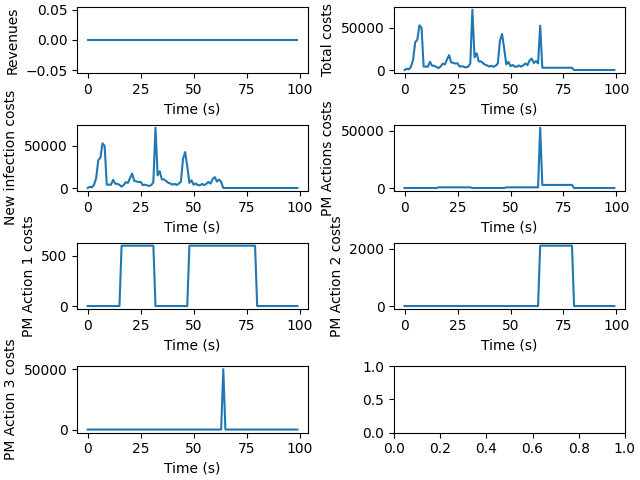 Revenues
0.05
0.00
−0.05
0 25 50 75 100
Time (s)
Total costs
50000
0
0 25 50 75 100
Time (s)
New infection costs
50000
0
0 25 50 75 100
Time (s)
PM Actions costs
50000
0
0 25 50 75 100
Time (s)
PM Action 1 costs
500
0
0 25 50 75 100
Time (s)
PM Action 2 costs
2000
0
0 25 50 75 100
Time (s)
PM Action 3 costs
50000
0
0 25 50 75 100
Time (s)
1.0
0.5
0.0
0.0 0.2 0.4 0.6 0.8 1.0